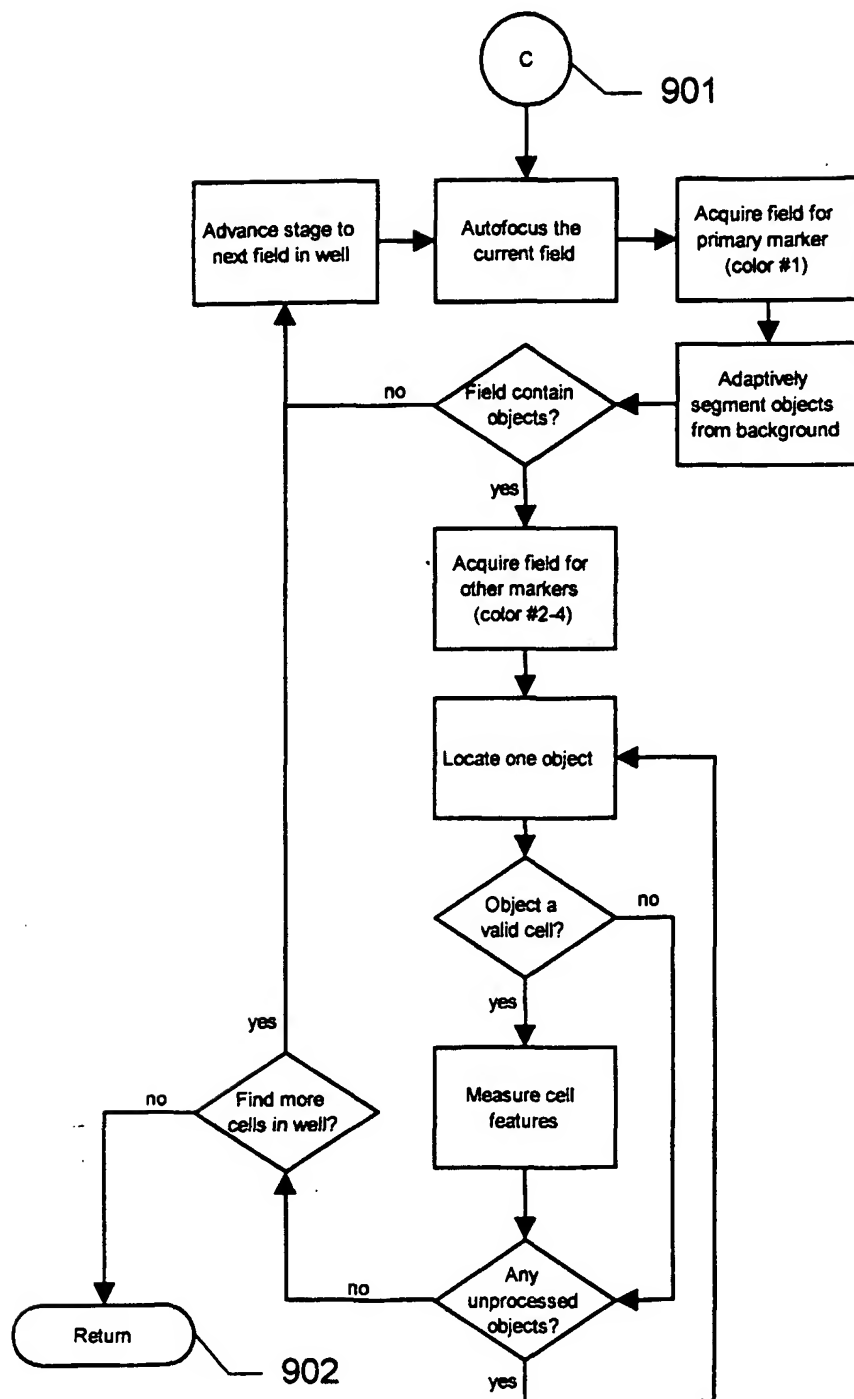 C
901
Advance stage to
next field in well
Autofocus the
current field
Acquire field for
primary marker
(color #1)
no
Field contain
objects?
Adaptively
segment objects
from background
yes
Acquire field for
other markers
(color #2-4)
Locate one object
Object a
valid cell?
no
yes
yes
Measure cell
features
no
Find more
cells in well?
no
Any
unprocessed
objects?
Return
902
yes